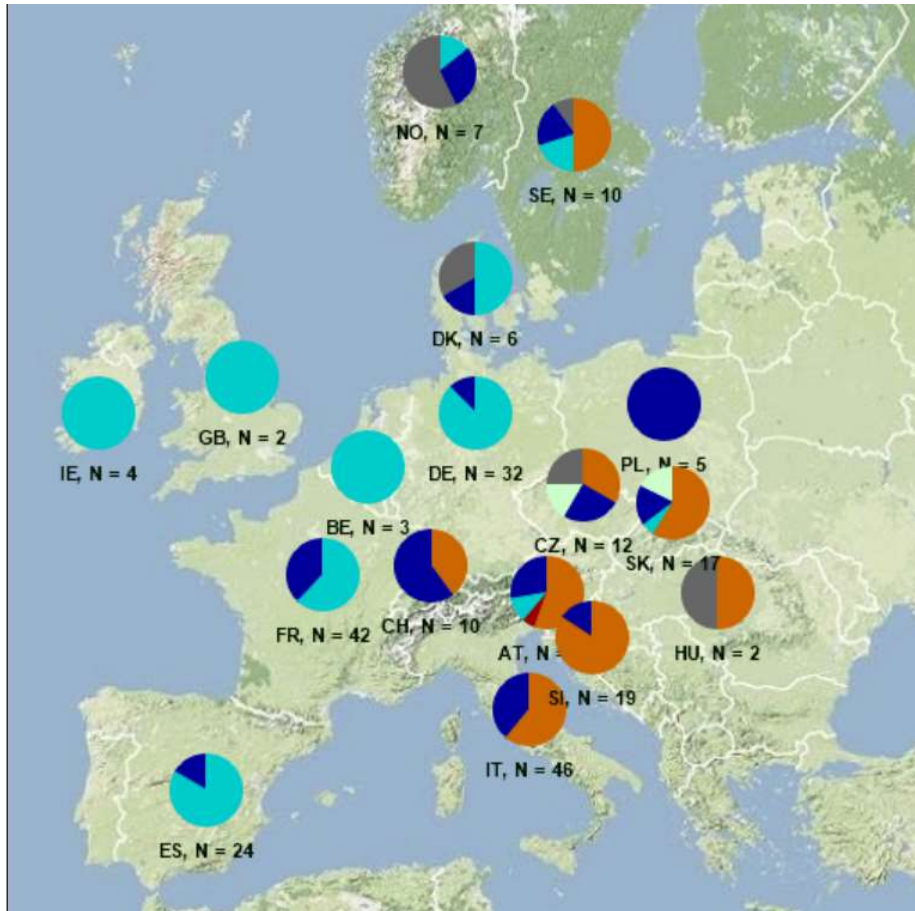 NO, N = 7
SE, N = 10
DK, N = 6
GB, N = 2
IE, N = 4
DE, N = 32
PL, N = 5
BE, N = 3
CZ, N = 12
SK, N = 17
FR, N = 42
CH, N = 10
AT, N =
HU, N = 2
SI, N = 19
IT, N = 46
ES, N = 24